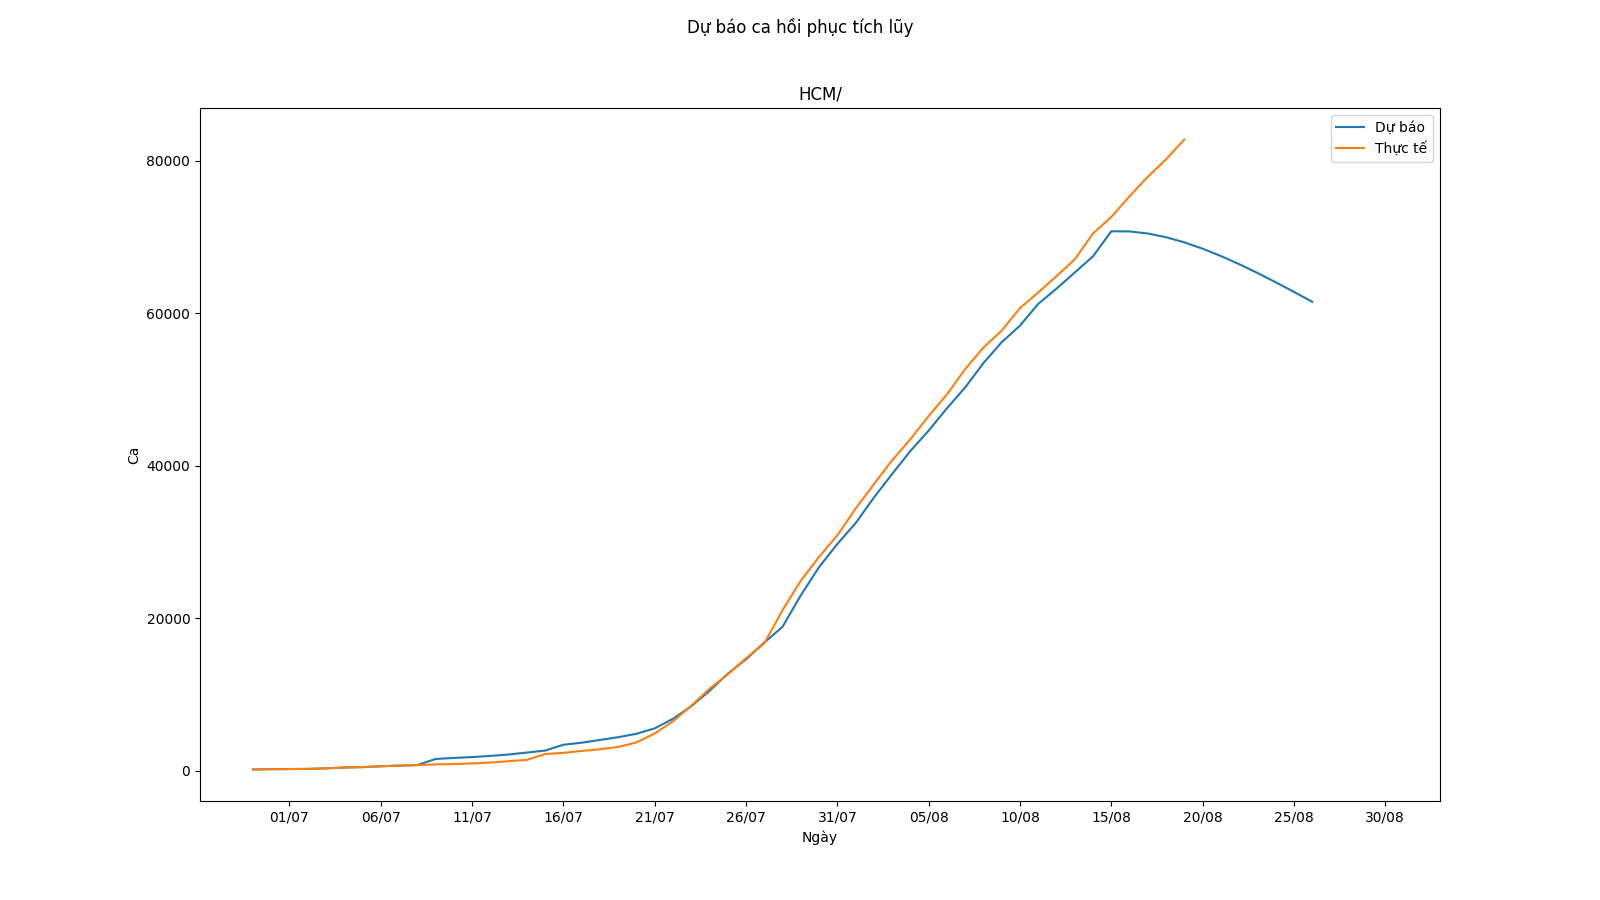 Dự báo ca hồi phục tích lũy
HCM/
Dự báo
Thực tế
Ca
80000
60000
40000
20000
0
01/07 06/07 11/07 16/07 21/07 26/07 31/07 05/08 10/08 15/08 20/08 25/08 30/08
Ngày